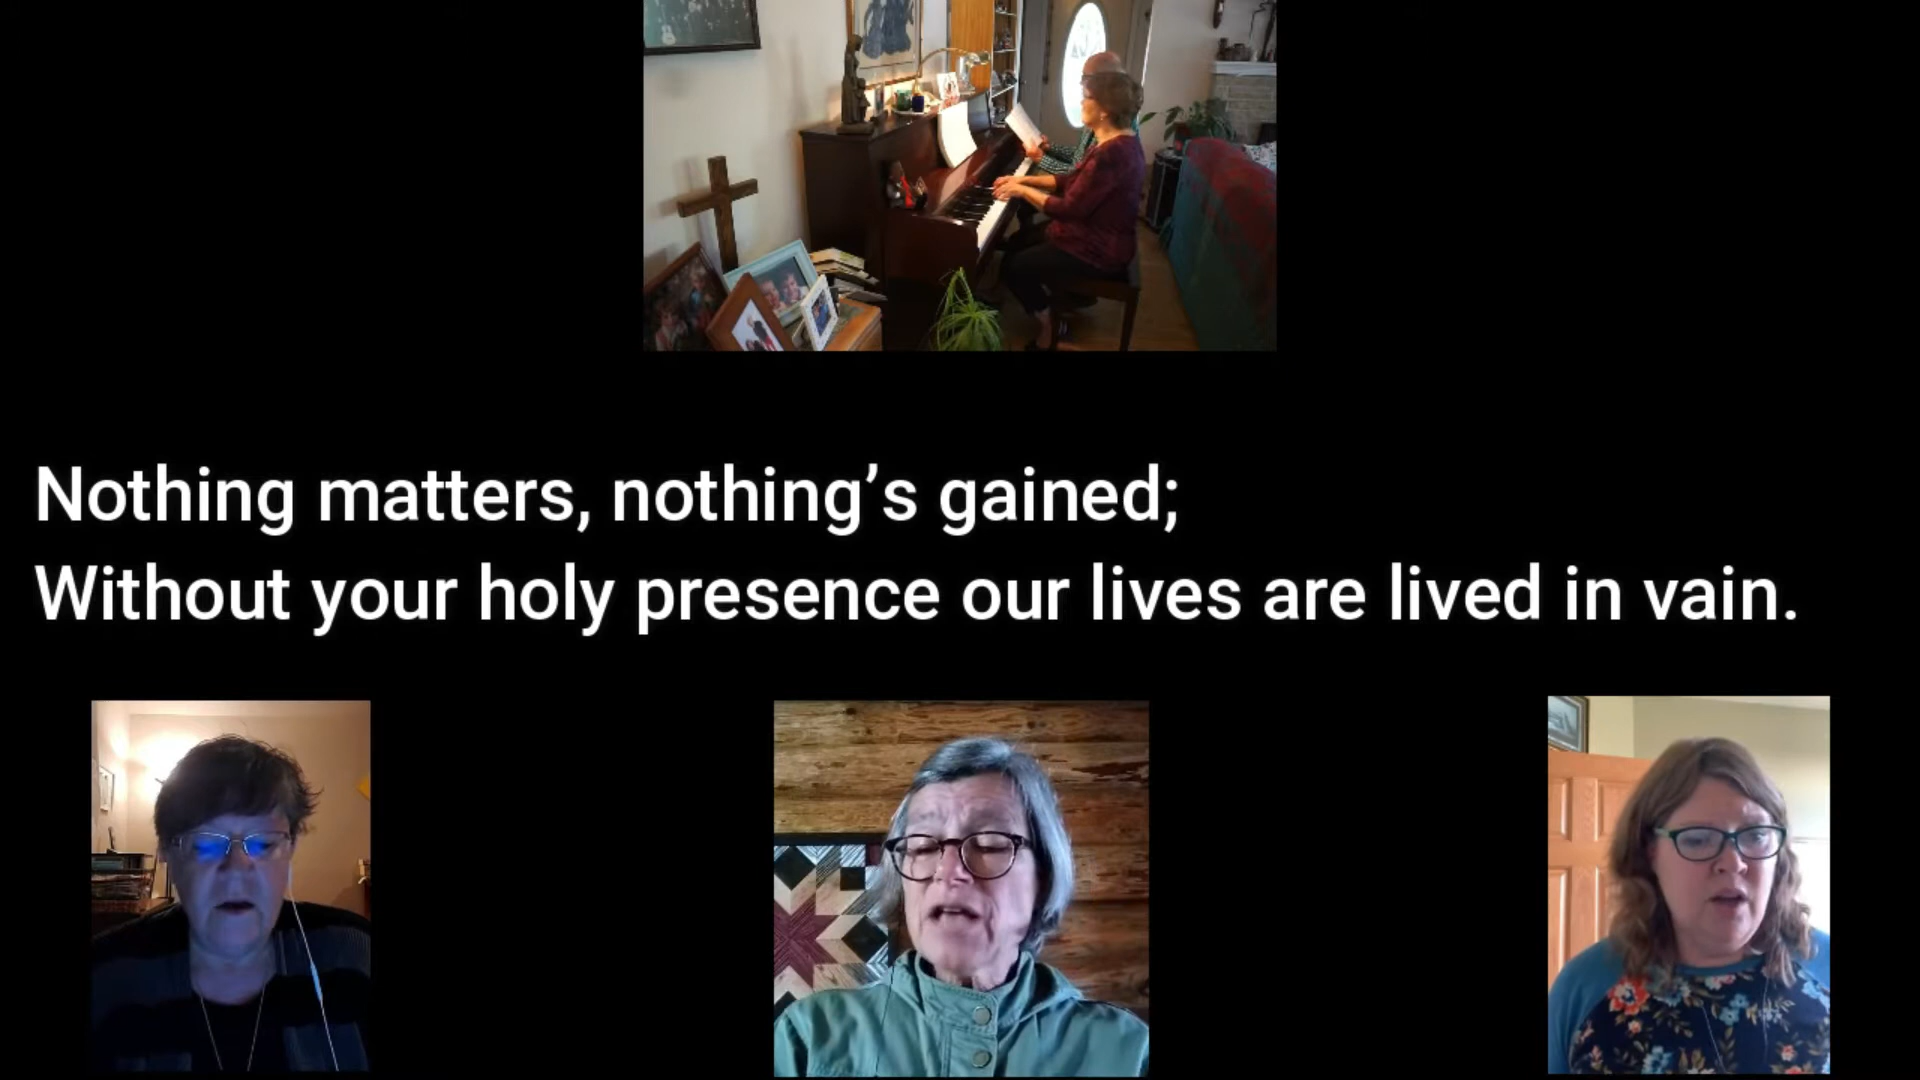 Nothing matters, nothing’s gained;
Without your holy presence our lives are lived in vain.